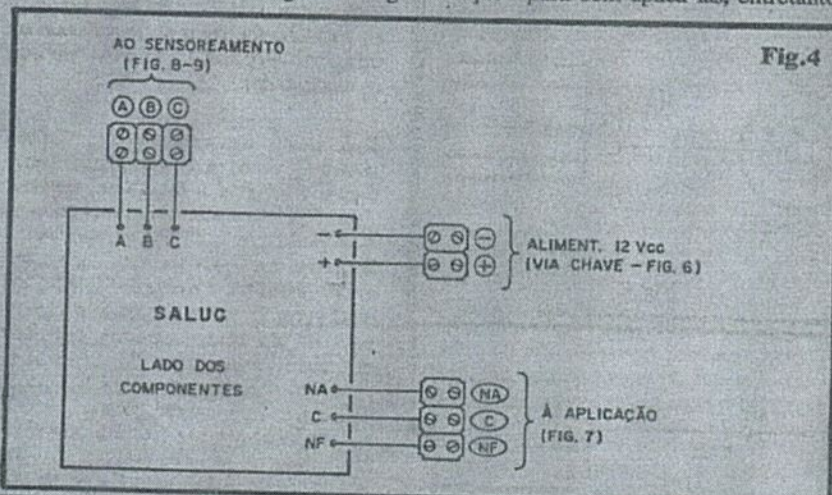 Fig.4
AO SENSOREAMENTO
(FIG. 8-9)
A B C
A B C
− −
+ +
ALIMENT. 12 Vcc
(VIA CHAVE - FIG. 6)
SALUC
LADO DOS
COMPONENTES
NA NA
C C
NF NF
À APLICAÇÃO
(FIG. 7)